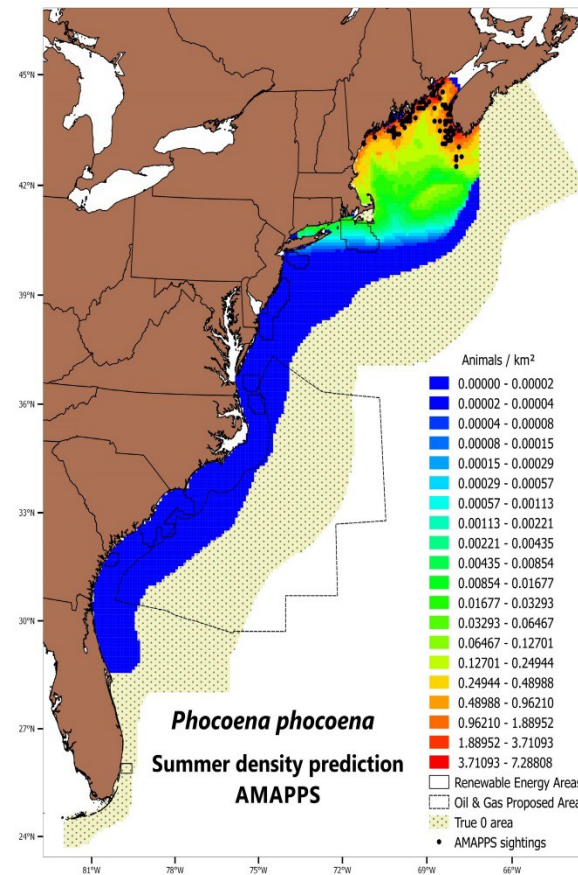 45°N
42°N
39°N
36°N
33°N
30°N
27°N
24°N
81°W
78°W
75°W
72°W
69°W
66°W
Phocoena phocoena
Summer density prediction
AMAPPS
Animals / km²
0.00000 - 0.00002
0.00002 - 0.00004
0.00004 - 0.00008
0.00008 - 0.00015
0.00015 - 0.00029
0.00029 - 0.00057
0.00057 - 0.00113
0.00113 - 0.00221
0.00221 - 0.00435
0.00435 - 0.00854
0.00854 - 0.01677
0.01677 - 0.03293
0.03293 - 0.06467
0.06467 - 0.12701
0.12701 - 0.24944
0.24944 - 0.48988
0.48988 - 0.96210
0.96210 - 1.88952
1.88952 - 3.71093
3.71093 - 7.28808
Renewable Energy Areas
Oil & Gas Proposed Area
True 0 area
AMAPPS sightings